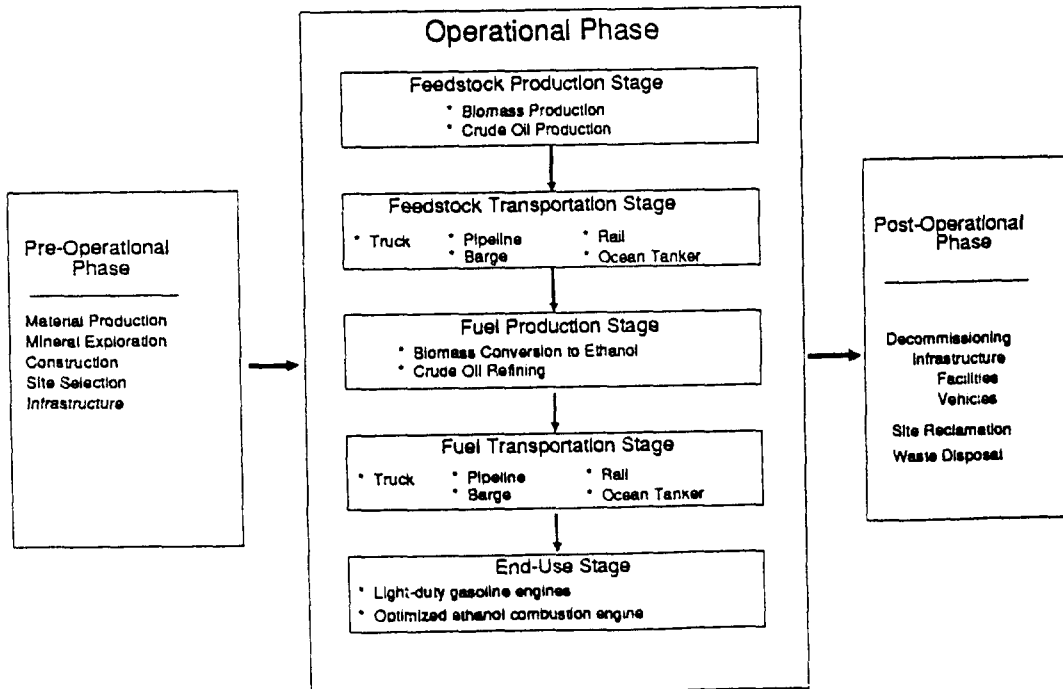 Operational Phase
Feedstock Production Stage
* Biomass Production
* Crude Oil Production
Feedstock Transportation Stage
* Truck * Pipeline * Rail
* Barge * Ocean Tanker
Fuel Production Stage
* Biomass Conversion to Ethanol
* Crude Oil Refining
Fuel Transportation Stage
* Truck * Pipeline * Rail
* Barge * Ocean Tanker
End-Use Stage
* Light-duty gasoline engines
* Optimized ethanol combustion engine
Pre-Operational
Phase
Material Production
Mineral Exploration
Construction
Site Selection
Infrastructure
Post-Operational
Phase
Decommissioning
Infrastructure
Facilities
Vehicles
Site Reclamation
Waste Disposal